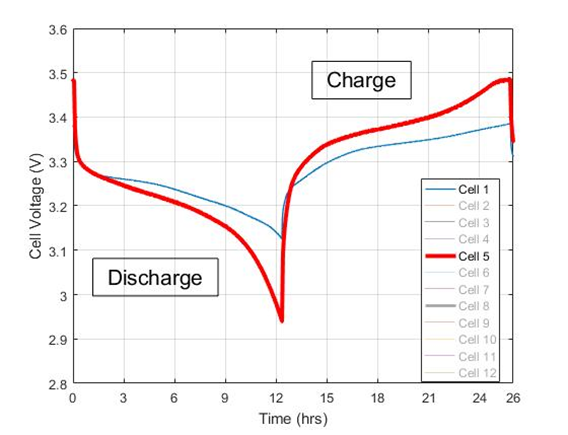 3.6
3.5
3.4
3.3
3.2
3.1
3
2.9
2.8
Cell Voltage (V)
Charge
Discharge
Cell 1
Cell 2
Cell 3
Cell 4
Cell 5
Cell 6
Cell 7
Cell 8
Cell 9
Cell 10
Cell 11
Cell 12
0 3 6 9 12 15 18 21 24 26
Time (hrs)